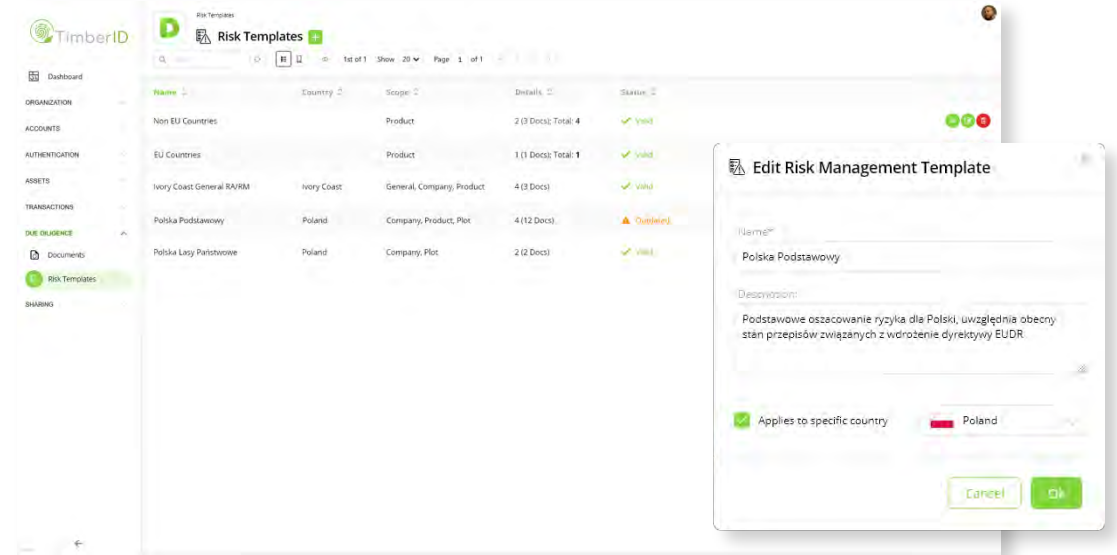 TimberID
Risk Templates
Risk Templates
1st of 1 Show 20 Page 1 of 1
Dashboard
ORGANIZATION
ACCOUNTS
AUTHENTICATION
ASSETS
TRANSACTIONS
DUE DILIGENCE
Documents
Risk Templates
SHARING
Name Country Scope Details Status
Non EU Countries Product 2 (3 Docs); Total: 4 Valid
EU Countries Product 1 (1 Docs); Total: 1 Valid
Ivory Coast General RA/RM Ivory Coast General, Company, Product 4 (3 Docs) Valid
Polska Podstawowy Poland Company, Product, Plot 4 (12 Docs) Outdated
Polska Lasy Państwowe Poland Company, Plot 2 (2 Docs) Valid
Edit Risk Management Template
Name*
Polska Podstawowy
Description:
Podstawowe oszacowanie ryzyka dla Polski, uwzględnia obecny
stan przepisów związanych z wdrożenie dyrektywy EUDR
Applies to specific country Poland
Cancel Ok